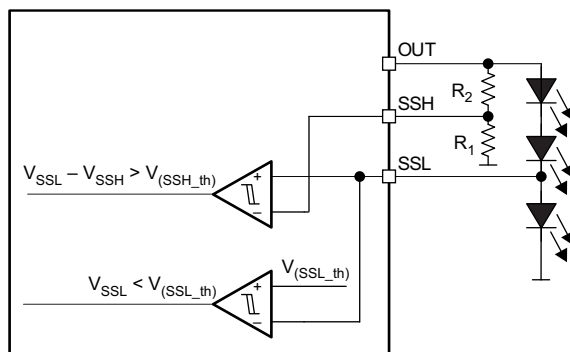 OUT
R2
SSH
R1
SSL
VSSL – VSSH > V(SSH_th)
+
–
V(SSL_th)
VSSL < V(SSL_th)
+
–